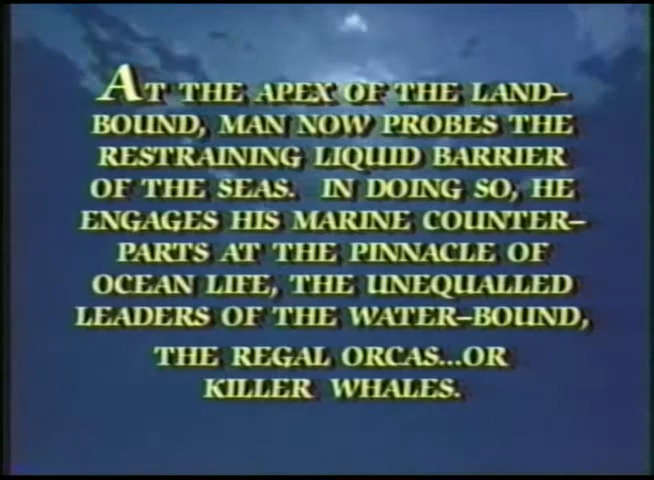 AT THE APEX OF THE LAND-
BOUND, MAN NOW PROBES THE
RESTRAINING LIQUID BARRIER
OF THE SEAS. IN DOING SO, HE
ENGAGES HIS MARINE COUNTER-
PARTS AT THE PINNACLE OF
OCEAN LIFE, THE UNEQUALLED
LEADERS OF THE WATER-BOUND,
THE REGAL ORCAS...OR
KILLER WHALES.